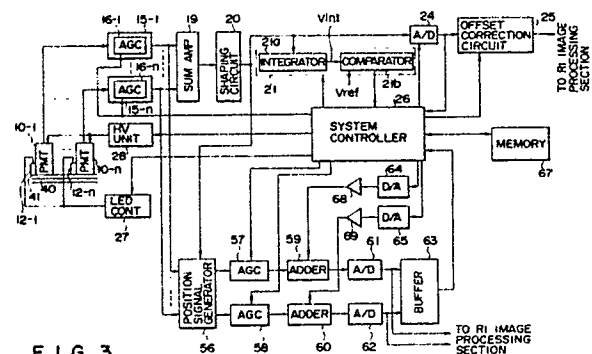 16-1 15-1
19
20
Vint
24
25
AGC
SUM AMP
SHAPING CIRCUIT
21a
A/D
OFFSET CORRECTION CIRCUIT
TO RI IMAGE PROCESSING SECTION
16-n
AGC
15-n
INTEGRATOR
COMPARATOR
21
Vref
21b
26
10-1
HV UNIT
28
SYSTEM CONTROLLER
MEMORY
67
PMT
PMT
10-n
40
41
12-n
12-1
LED CONT
27
64
D/A
68
D/A
69
65
57
59
61
63
POSITION SIGNAL GENERATOR
AGC
ADDER
A/D
BUFFER
AGC
ADDER
A/D
56
58
60
62
TO RI IMAGE PROCESSING SECTION
FIG. 3